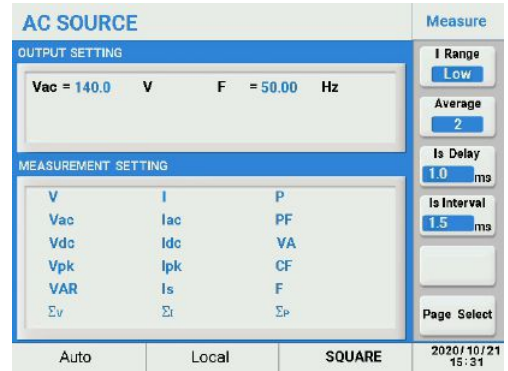 AC SOURCE
Measure
OUTPUT SETTING
Vac = 140.0 V F = 50.00 Hz
I Range
Low
Average
2
Is Delay
1.0 ms
Is Interval
1.5 ms
Page Select
MEASUREMENT SETTING
V I P
Vac Iac PF
Vdc Idc VA
Vpk Ipk CF
VAR Is F
Σv Σı Σp
Auto Local SQUARE 2020/10/21
15:31